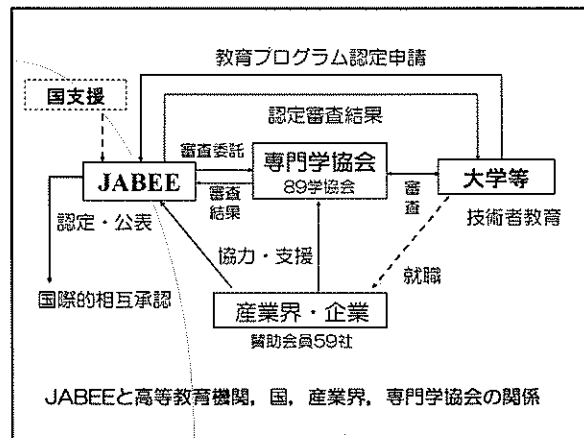 教育プログラム認定申請
国支援
認定審査結果
審査委託
専門学協会
89学協会
JABEE
審査
結果
審査
大学等
認定・公表
技術者教育
協力・支援
就職
国際的相互承認
産業界・企業
賛助会員59社
JABEEと高等教育機関，国，産業界，専門学協会の関係